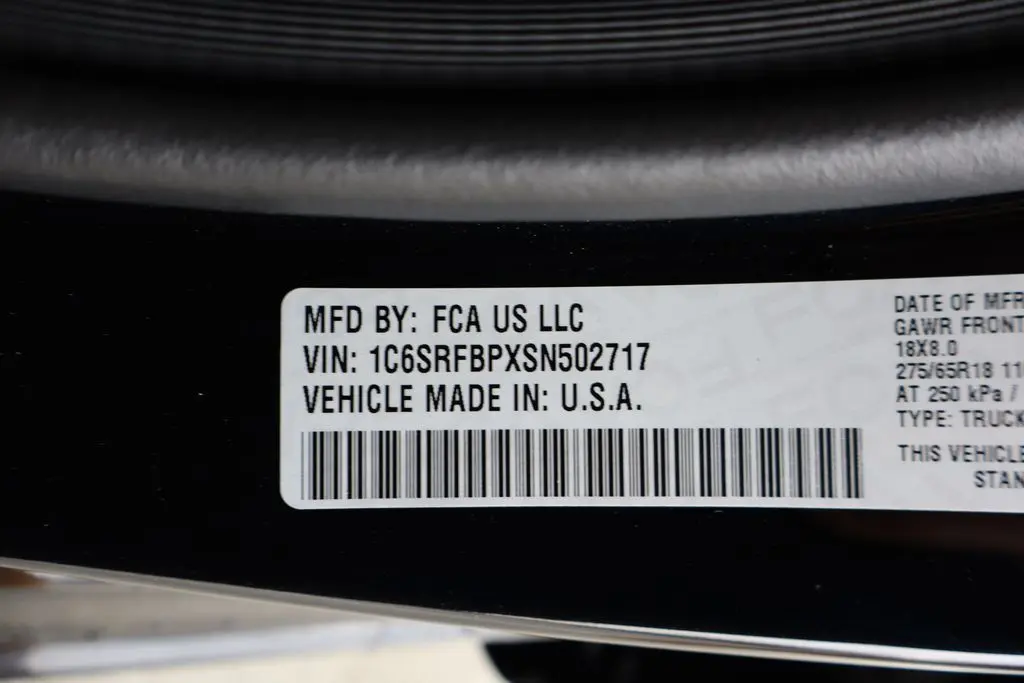 MFD BY: FCA US LLC
VIN: 1C6SRFBPXSN502717
VEHICLE MADE IN: U.S.A.
DATE OF MFR
GAWR FRONT
18X8.0
275/65R18
AT 250 kPa /
TYPE: TRUCK
THIS VEHICLE